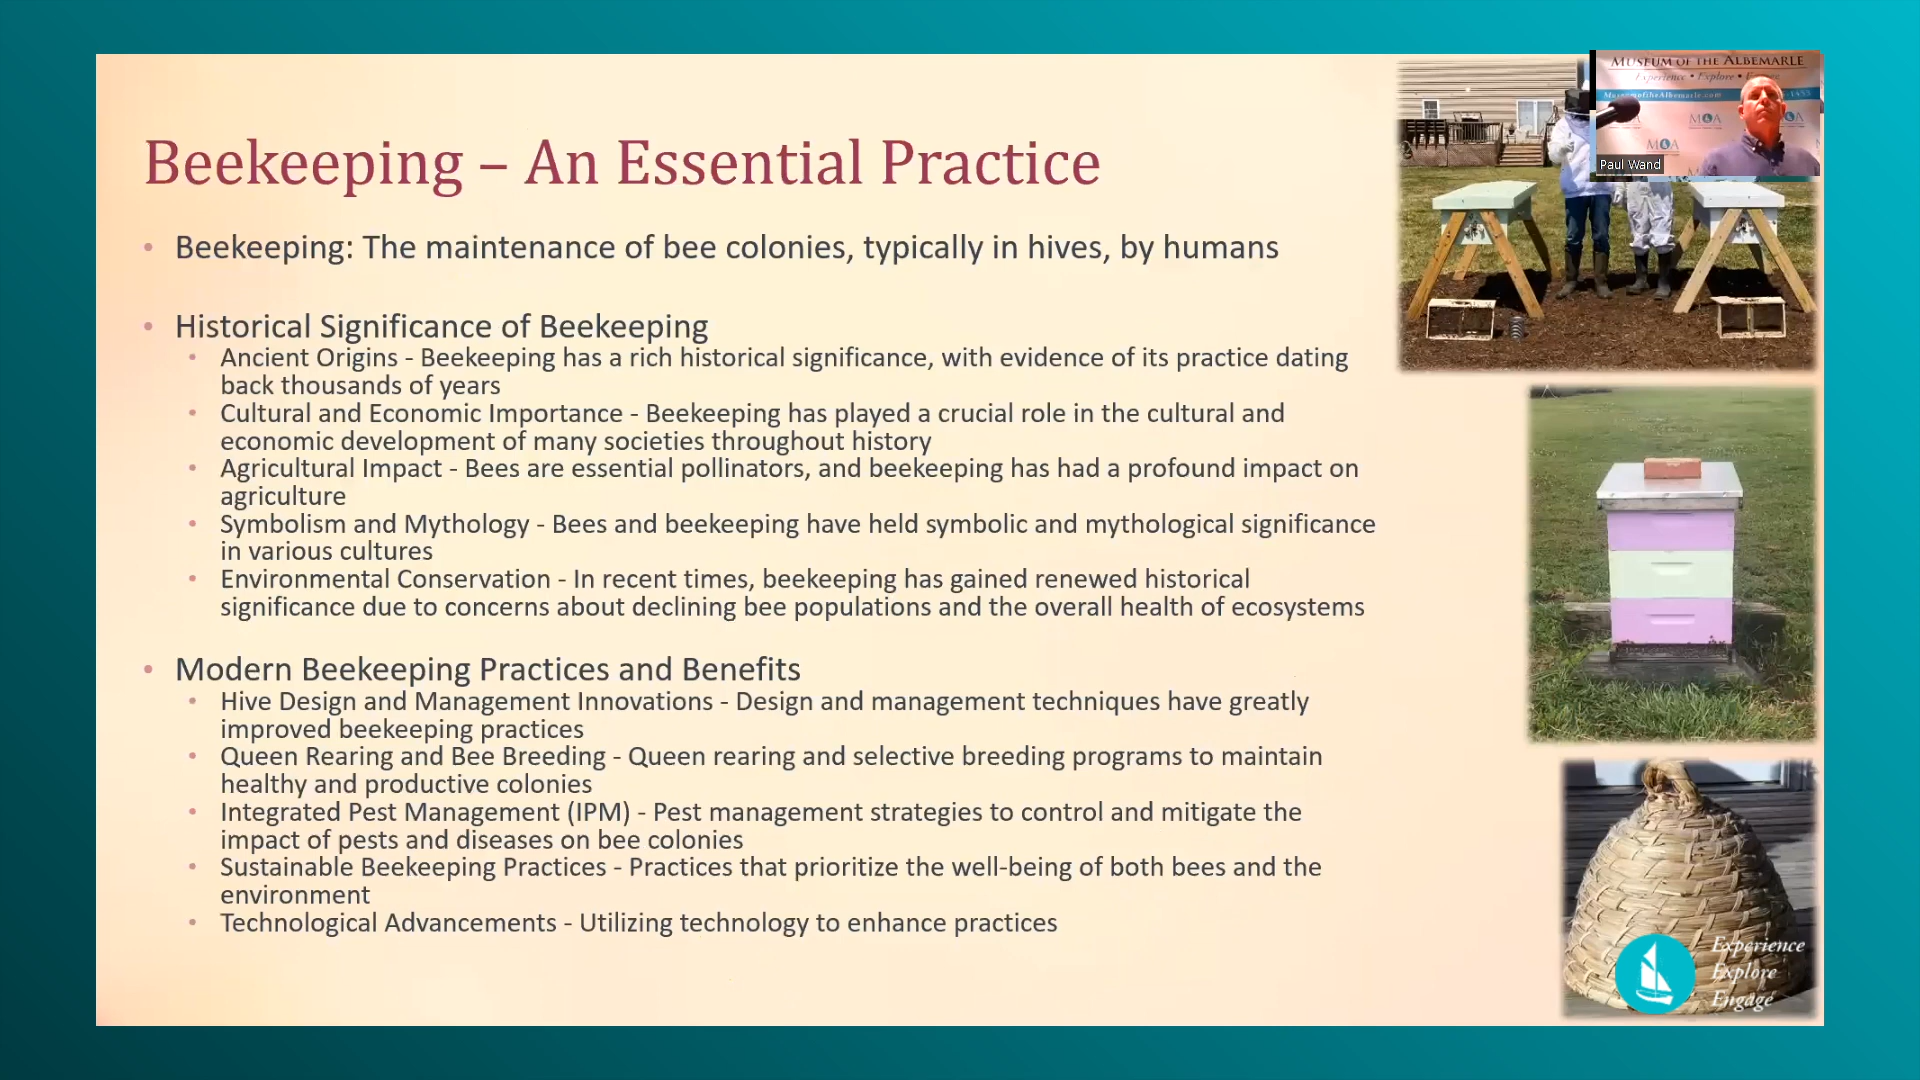 Beekeeping – An Essential Practice
• Beekeeping: The maintenance of bee colonies, typically in hives, by humans
• Historical Significance of Beekeeping
• Ancient Origins - Beekeeping has a rich historical significance, with evidence of its practice dating
back thousands of years
• Cultural and Economic Importance - Beekeeping has played a crucial role in the cultural and
economic development of many societies throughout history
• Agricultural Impact - Bees are essential pollinators, and beekeeping has had a profound impact on
agriculture
• Symbolism and Mythology - Bees and beekeeping have held symbolic and mythological significance
in various cultures
• Environmental Conservation - In recent times, beekeeping has gained renewed historical
significance due to concerns about declining bee populations and the overall health of ecosystems
• Modern Beekeeping Practices and Benefits
• Hive Design and Management Innovations - Design and management techniques have greatly
improved beekeeping practices
• Queen Rearing and Bee Breeding - Queen rearing and selective breeding programs to maintain
healthy and productive colonies
• Integrated Pest Management (IPM) - Pest management strategies to control and mitigate the
impact of pests and diseases on bee colonies
• Sustainable Beekeeping Practices - Practices that prioritize the well-being of both bees and the
environment
• Technological Advancements - Utilizing technology to enhance practices
MUSEUM OF THE ALBEMARLE
Experience • Explore •
MuseumoftheAlbemarle.com
MOA
MOA
Paul Wand
Experience
Explore
Engage